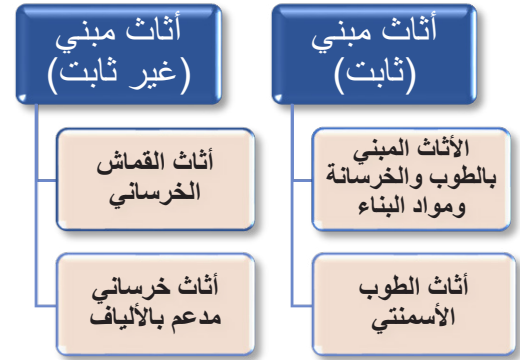 أثاث مبني
(ثابت)
الأثاث المبني
بالطوب والخرسانة
ومواد البناء
أثاث الطوب
الأسمنتي
أثاث مبني
(غير ثابت)
أثاث القماش
الخرساني
أثاث خرساني
مدعم بالألياف